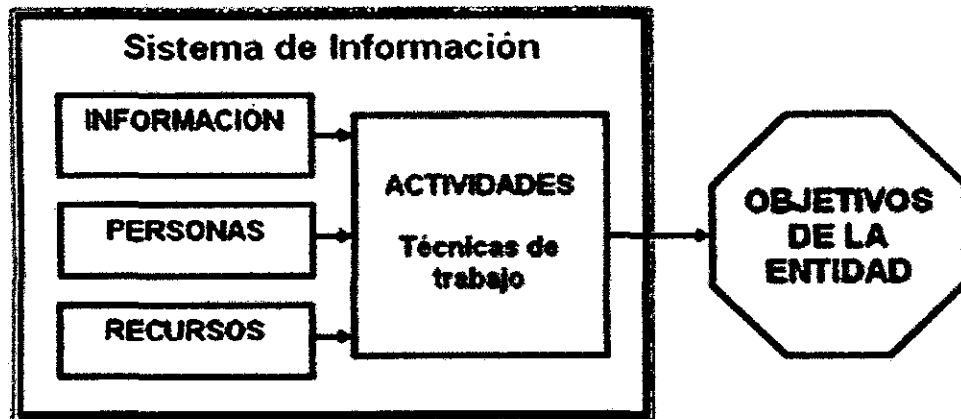 Sistema de Información
INFORMACIÓN
PERSONAS
RECURSOS
ACTIVIDADES
Técnicas de
trabajo
OBJETIVOS
DE LA
ENTIDAD